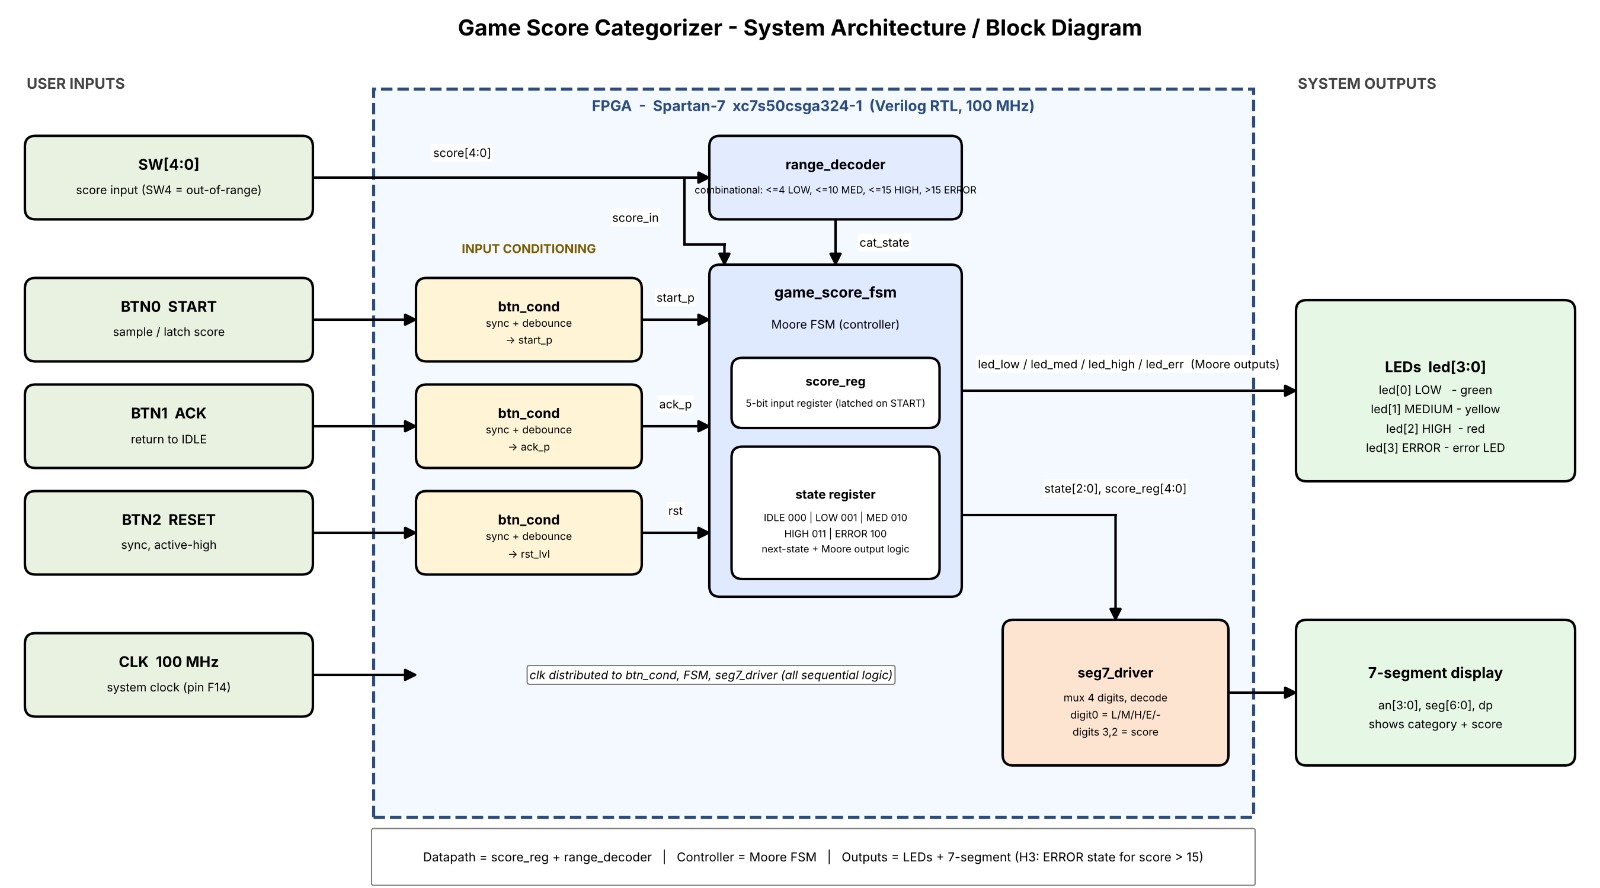 Game Score Categorizer - System Architecture / Block Diagram
USER INPUTS
SYSTEM OUTPUTS
FPGA - Spartan-7 xc7s50csga324-1 (Verilog RTL, 100 MHz)
SW[4:0]
score input (SW4 = out-of-range)
score[4:0]
range_decoder
combinational: <=4 LOW, <=10 MED, <=15 HIGH, >15 ERROR
score_in
cat_state
INPUT CONDITIONING
BTN0 START
sample / latch score
btn_cond
sync + debounce
→ start_p
start_p
game_score_fsm
Moore FSM (controller)
score_reg
5-bit input register (latched on START)
led_low / led_med / led_high / led_err (Moore outputs)
LEDs led[3:0]
led[0] LOW - green
led[1] MEDIUM - yellow
led[2] HIGH - red
led[3] ERROR - error LED
BTN1 ACK
return to IDLE
btn_cond
sync + debounce
→ ack_p
ack_p
state register
IDLE 000 | LOW 001 | MED 010
HIGH 011 | ERROR 100
next-state + Moore output logic
state[2:0], score_reg[4:0]
BTN2 RESET
sync, active-high
btn_cond
sync + debounce
→ rst_lvl
rst
CLK 100 MHz
system clock (pin F14)
clk distributed to btn_cond, FSM, seg7_driver (all sequential logic)
seg7_driver
mux 4 digits, decode
digit0 = L/M/H/E/-
digits 3,2 = score
7-segment display
an[3:0], seg[6:0], dp
shows category + score
Datapath = score_reg + range_decoder | Controller = Moore FSM | Outputs = LEDs + 7-segment (H3: ERROR state for score > 15)